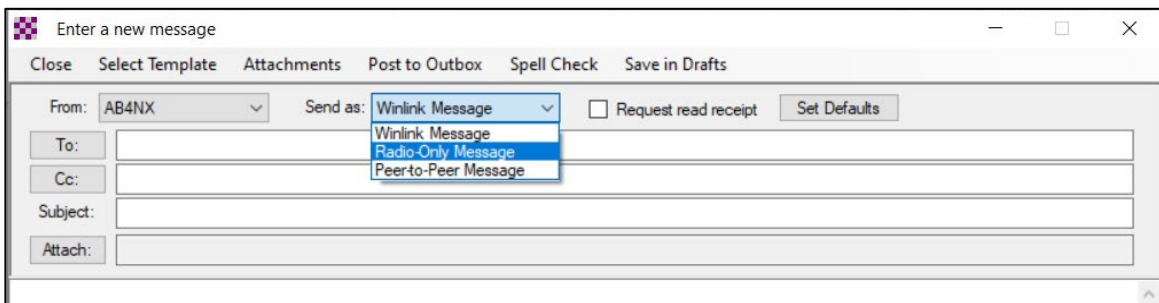 Enter a new message
Close Select Template Attachments Post to Outbox Spell Check Save in Drafts
From: AB4NX Send as: Winlink Message Request read receipt Set Defaults
Winlink Message
To:
Radio-Only Message
Peer-to-Peer Message
Cc:
Subject:
Attach: